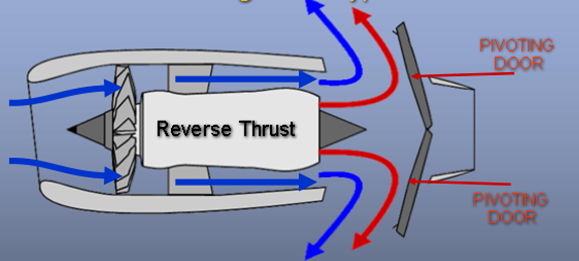 PIVOTING
DOOR
Reverse Thrust
PIVOTING
DOOR